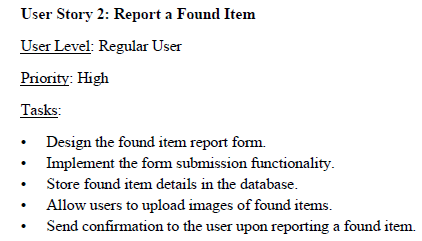 User Story 2: Report a Found Item
User Level: Regular User
Priority: High
Tasks:
• Design the found item report form.
• Implement the form submission functionality.
• Store found item details in the database.
• Allow users to upload images of found items.
• Send confirmation to the user upon reporting a found item.